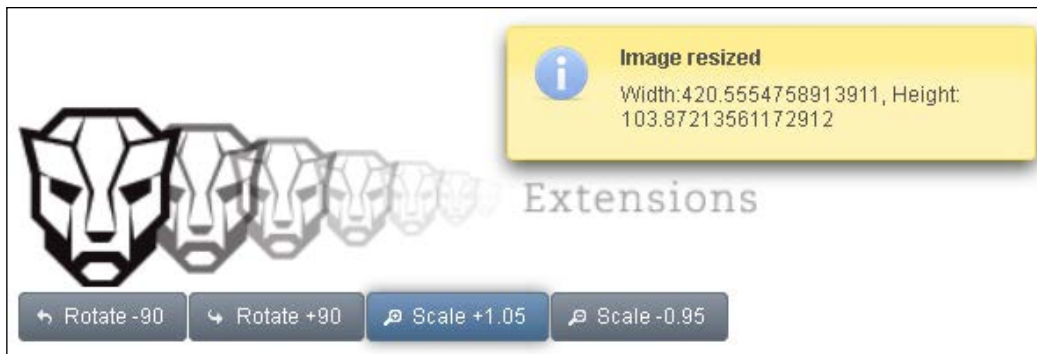 Image resized
Width:420.5554758913911, Height:
103.87213561172912
Extensions
Rotate -90
Rotate +90
Scale +1.05
Scale -0.95